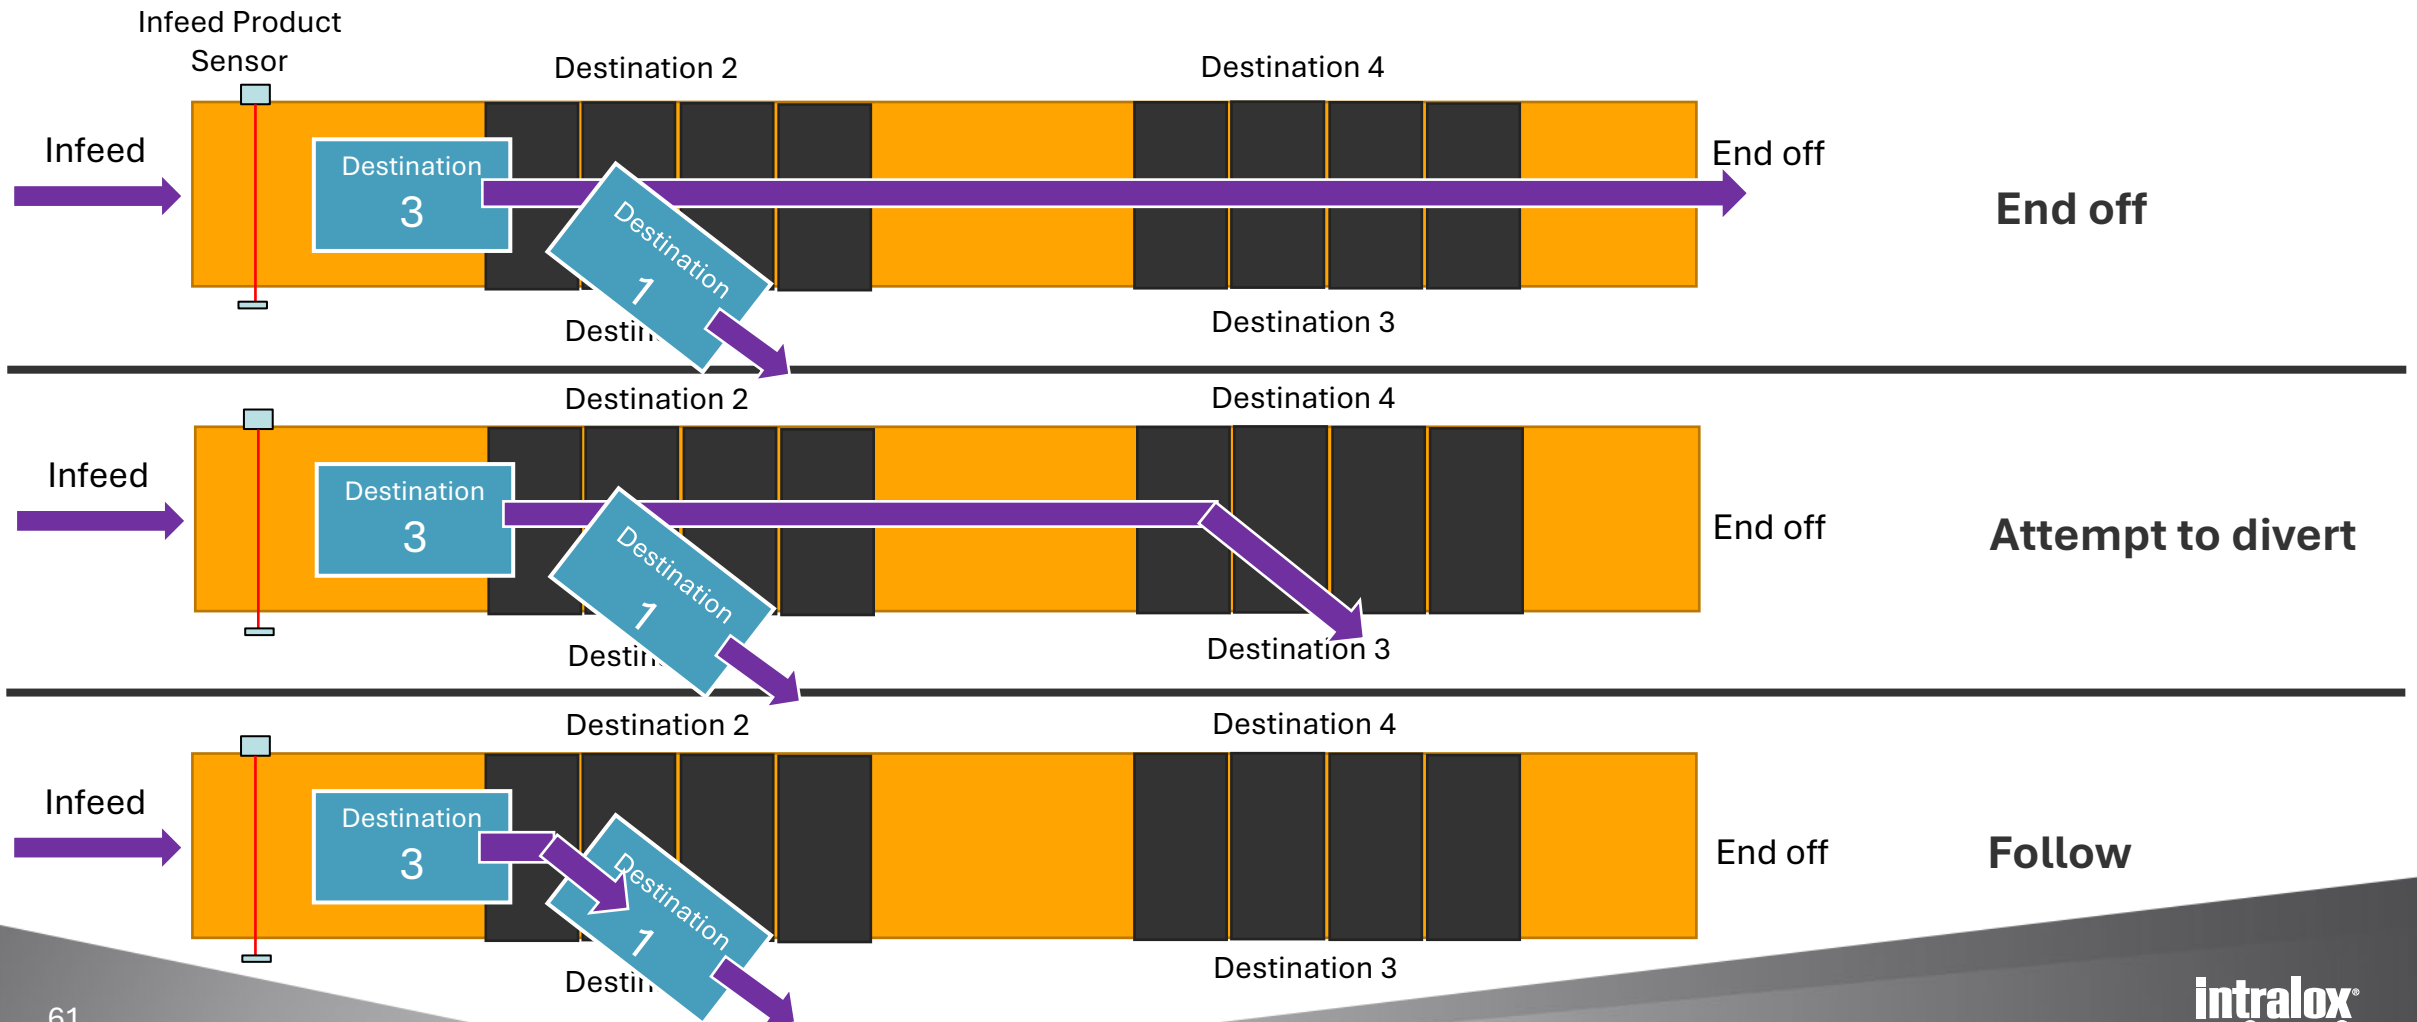 Infeed Product
Sensor
Destination 2
Destination 4
Infeed
Destination
3
Destination
1
End off
End off
Destination 3
Destination 2
Destination 4
Infeed
Destination
3
Destination
1
End off
Attempt to divert
Destination 3
Destination 2
Destination 4
Infeed
Destination
3
Destination
1
End off
Follow
Destination 3
61
intralox